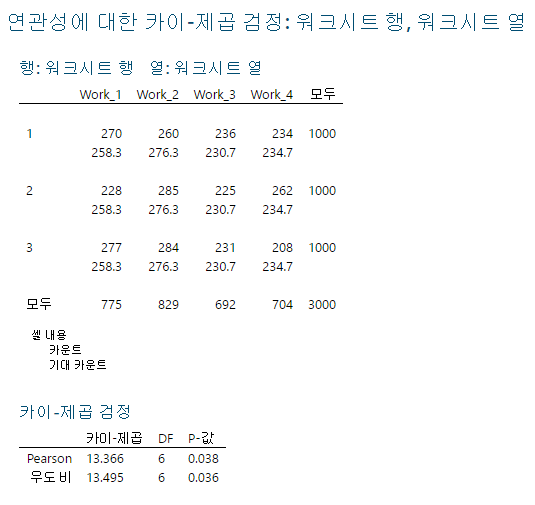 연관성에 대한 카이-제곱 검정: 워크시트 행, 워크시트 열
행: 워크시트 행 열: 워크시트 열
Work_1 Work_2 Work_3 Work_4 모두
1 270 260 236 234 1000
258.3 276.3 230.7 234.7
2 228 285 225 262 1000
258.3 276.3 230.7 234.7
3 277 284 231 208 1000
258.3 276.3 230.7 234.7
모두 775 829 692 704 3000
셀 내용
카운트
기대 카운트
카이-제곱 검정
카이-제곱 DF P-값
Pearson 13.366 6 0.038
우도 비 13.495 6 0.036